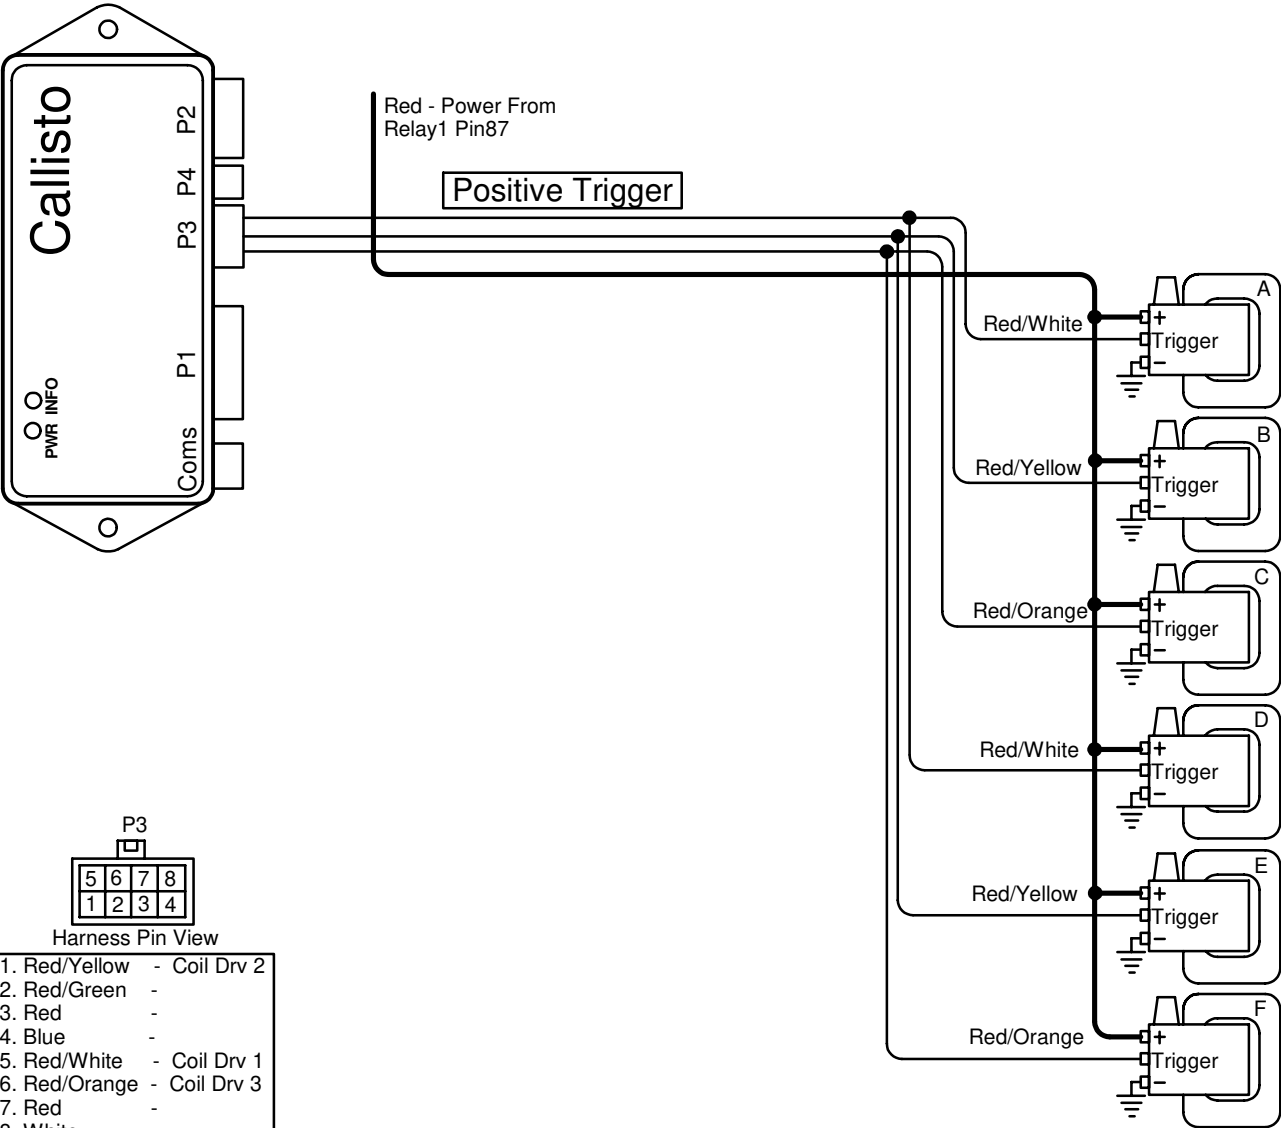 Callisto
P2
P4
P3
P1
Coms
INFO
PWR
Red - Power From
Relay1 Pin87
Positive Trigger
A
Red/White
+
Trigger
-
B
Red/Yellow
+
Trigger
-
C
Red/Orange
+
Trigger
-
D
Red/White
+
Trigger
-
E
Red/Yellow
+
Trigger
-
F
Red/Orange
+
Trigger
-
P3
5 6 7 8
1 2 3 4
Harness Pin View
1. Red/Yellow - Coil Drv 2
2. Red/Green -
3. Red -
4. Blue -
5. Red/White - Coil Drv 1
6. Red/Orange - Coil Drv 3
7. Red -
8. White